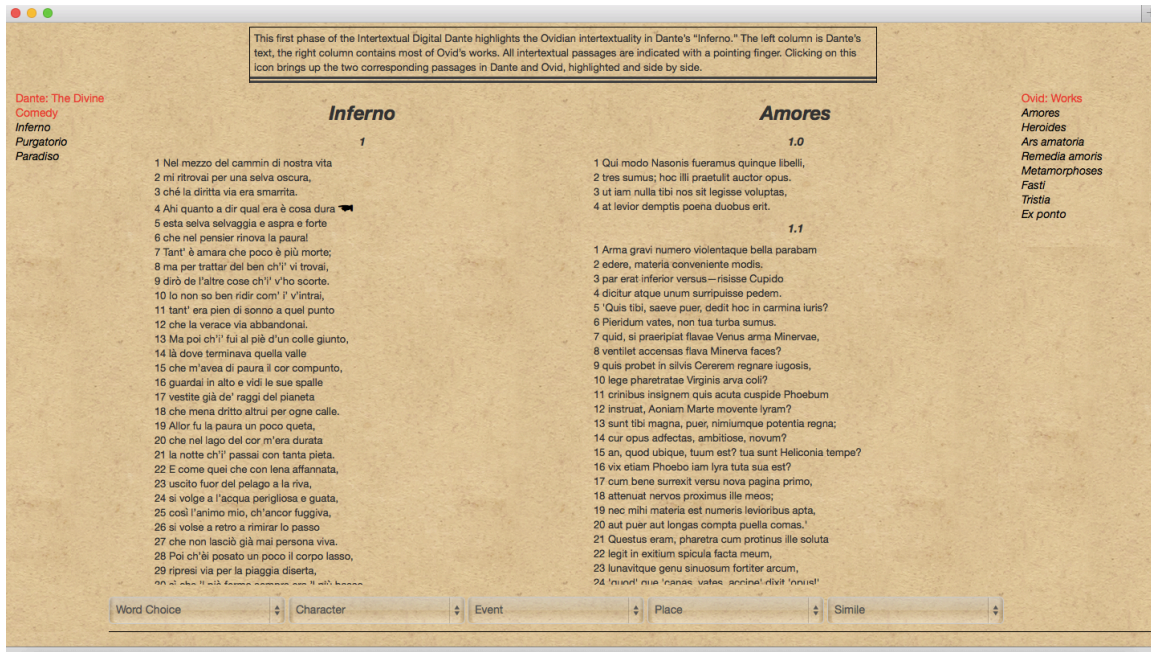 This first phase of the Intertextual Digital Dante highlights the Ovidian intertextuality in Dante's “Inferno.” The left column is Dante's
text, the right column contains most of Ovid's works. All intertextual passages are indicated with a pointing finger. Clicking on this
icon brings up the two corresponding passages in Dante and Ovid, highlighted and side by side.
Dante: The Divine
Comedy
Inferno
Purgatorio
Paradiso
Inferno
1
1 Nel mezzo del cammin di nostra vita
2 mi ritrovai per una selva oscura,
3 ché la diritta via era smarrita.
4 Ahi quanto a dir qual era è cosa dura
5 esta selva selvaggia e aspra e forte
6 che nel pensier rinova la paura!
7 Tant' è amara che poco è più morte;
8 ma per trattar del ben ch'i' vi trovai,
9 dirò de l'altre cose ch'i' v'ho scorte.
10 Io non so ben ridir com' i' v'intrai,
11 tant' era pien di sonno a quel punto
12 che la verace via abbandonai.
13 Ma poi ch'i' fui al piè d'un colle giunto,
14 là dove terminava quella valle
15 che m'avea di paura il cor compunto,
16 guardai in alto e vidi le sue spalle
17 vestite già de' raggi del pianeta
18 che mena dritto altrui per ogne calle.
19 Allor fu la paura un poco queta,
20 che nel lago del cor m'era durata
21 la notte ch'i' passai con tanta pieta.
22 E come quei che con lena affannata,
23 uscito fuor del pelago a la riva,
24 si volge a l'acqua perigliosa e guata,
25 così l'animo mio, ch'ancor fuggiva,
26 si volse a retro a rimirar lo passo
27 che non lasciò già mai persona viva.
28 Poi ch'èi posato un poco il corpo lasso,
29 ripresi via per la piaggia diserta,
30 sì che 'l piè fermo sempre era 'l più basso
Amores
1.0
1 Qui modo Nasonis fueramus quinque libelli,
2 tres sumus; hoc illi praetulit auctor opus.
3 ut iam nulla tibi nos sit legisse voluptas,
4 at levior demptis poena duobus erit.
1.1
1 Arma gravi numero violentaque bella parabam
2 edere, materia conveniente modis.
3 par erat inferior versus—risisse Cupido
4 dicitur atque unum surripuisse pedem.
5 'Quis tibi, saeve puer, dedit hoc in carmina iuris?
6 Pieridum vates, non tua turba sumus.
7 quid, si praeripiat flavae Venus arma Minervae,
8 ventilet accensas flava Minerva faces?
9 quis probet in silvis Cererem regnare iugosis,
10 lege pharetratae Virginis arva coli?
11 crinibus insignem quis acuta cuspide Phoebum
12 instruat, Aoniam Marte movente lyram?
13 sunt tibi magna, puer, nimiumque potentia regna;
14 cur opus adfectas, ambitiose, novum?
15 an, quod ubique, tuum est? tua sunt Heliconia tempe?
16 vix etiam Phoebo iam lyra tuta sua est?
17 cum bene surrexit versu nova pagina primo,
18 attenuat nervos proximus ille meos;
19 nec mihi materia est numeris levioribus apta,
20 aut puer aut longas compta puella comas.'
21 Questus eram, pharetra cum protinus ille soluta
22 legit in exitium spicula facta meum,
23 lunavitque genu sinuosum fortiter arcum,
24 'quod' que 'canas, vates, accipe' dixit 'opus!'
Ovid: Works
Amores
Heroides
Ars amatoria
Remedia amoris
Metamorphoses
Fasti
Tristia
Ex ponto
Word Choice
Character
Event
Place
Simile